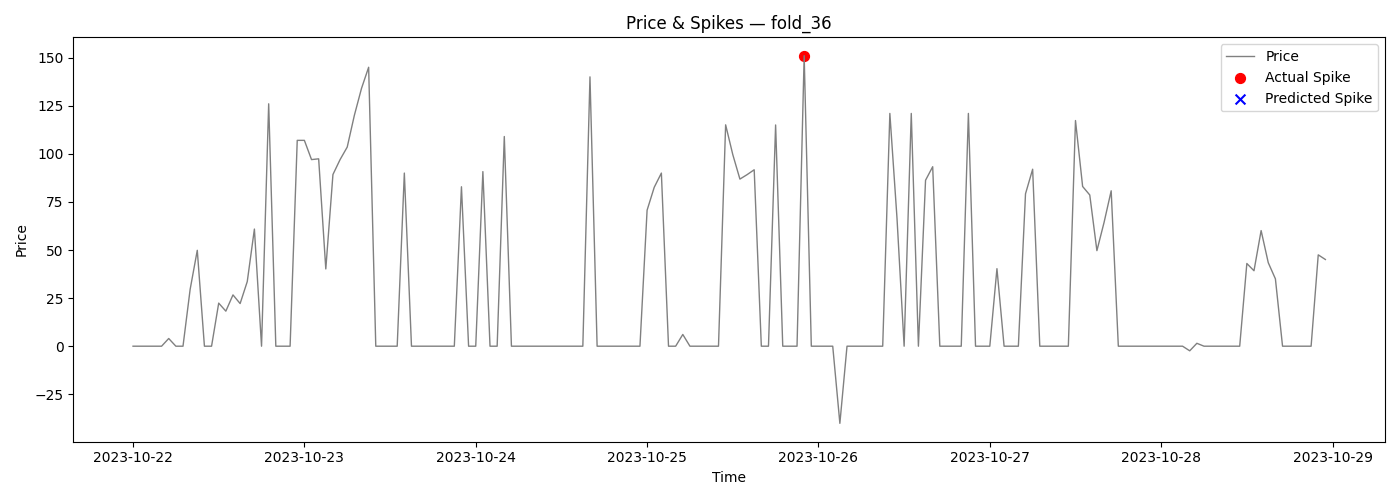 Price & Spikes — fold_36
Price
Actual Spike
Predicted Spike
150
125
100
75
50
25
0
−25
Price
2023-10-22
2023-10-23
2023-10-24
2023-10-25
2023-10-26
2023-10-27
2023-10-28
2023-10-29
Time